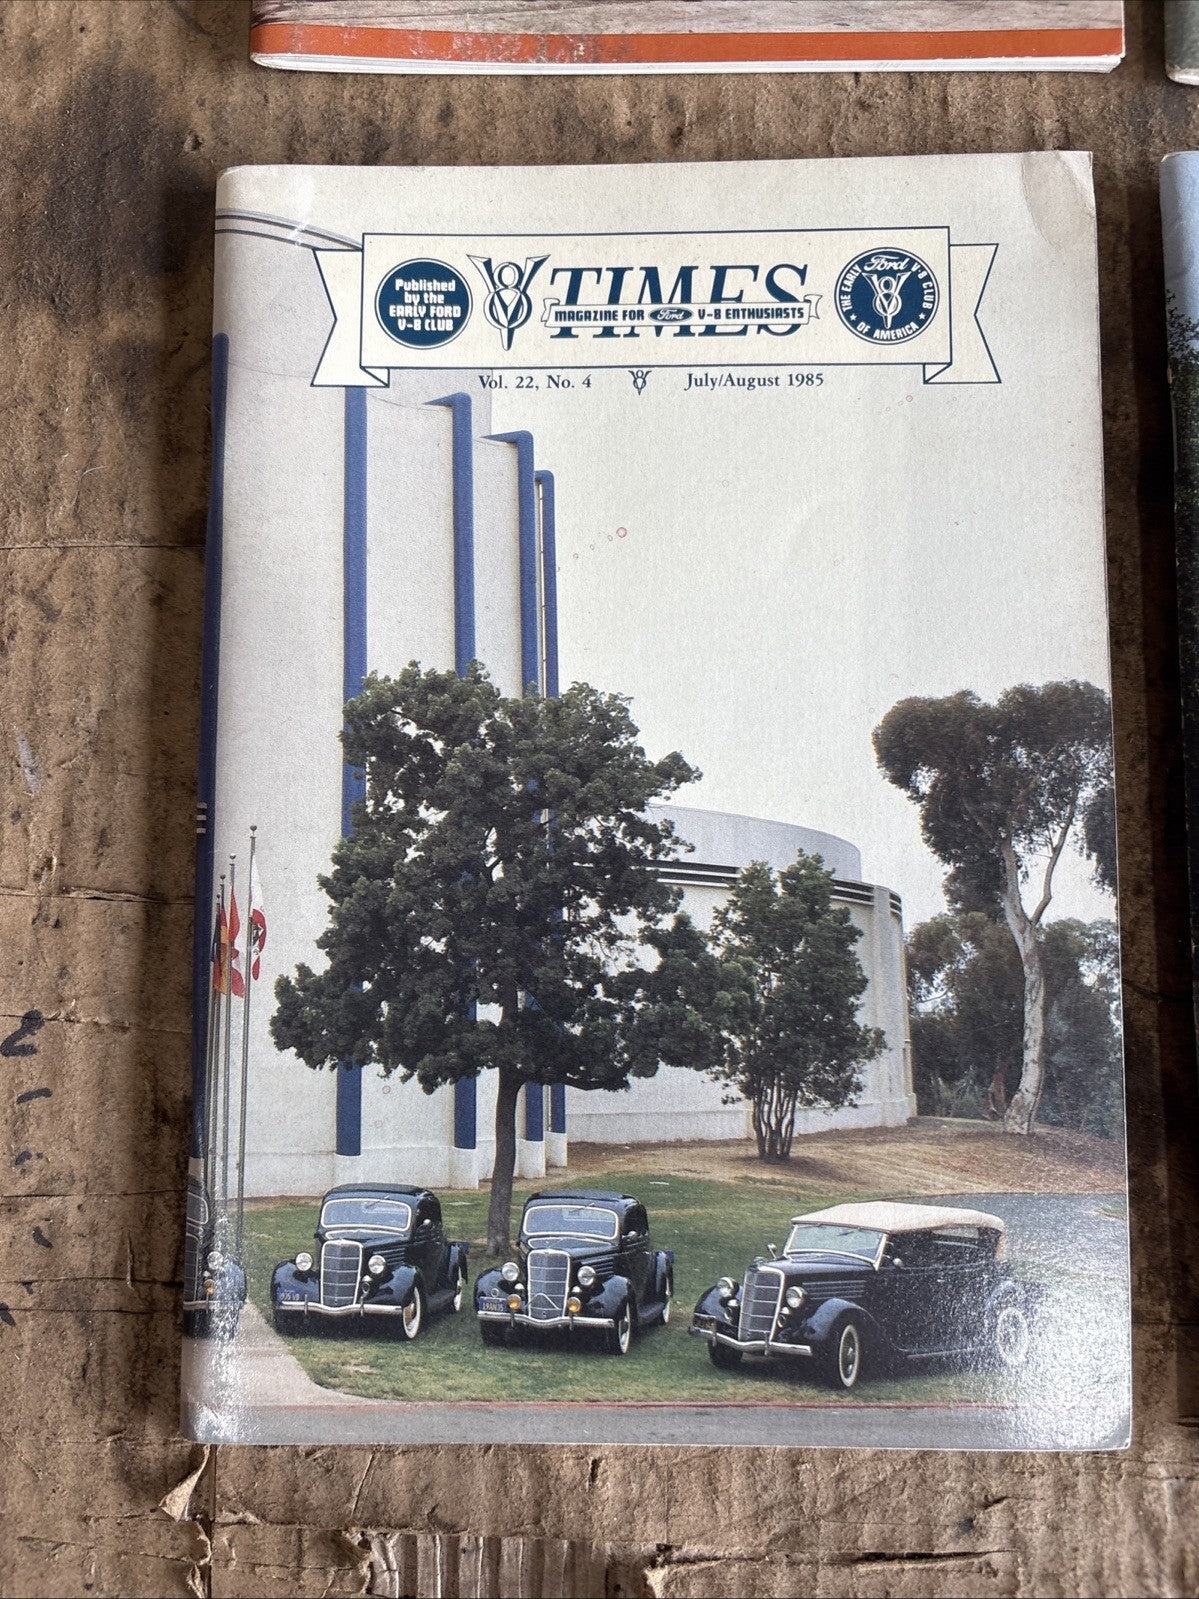 Published
by the
EARLY FORD
V-8 CLUB
V8
TIMES
MAGAZINE FOR Ford V-8 ENTHUSIASTS
THE EARLY Ford V-8 CLUB
V8
OF AMERICA
Vol. 22, No. 4 V8 July/August 1985